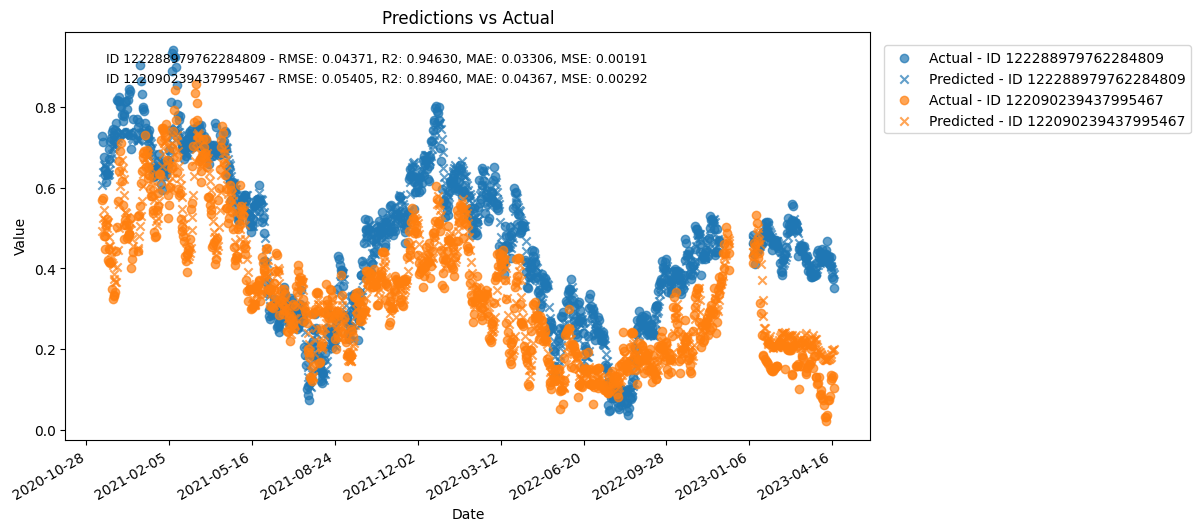 Predictions vs Actual
ID 122288979762284809 - RMSE: 0.04371, R2: 0.94630, MAE: 0.03306, MSE: 0.00191
ID 122090239437995467 - RMSE: 0.05405, R2: 0.89460, MAE: 0.04367, MSE: 0.00292
Actual - ID 122288979762284809
Predicted - ID 122288979762284809
Actual - ID 122090239437995467
Predicted - ID 122090239437995467
Value
0.8
0.6
0.4
0.2
0.0
2020-10-28
2021-02-05
2021-05-16
2021-08-24
2021-12-02
2022-03-12
2022-06-20
2022-09-28
2023-01-06
2023-04-16
Date